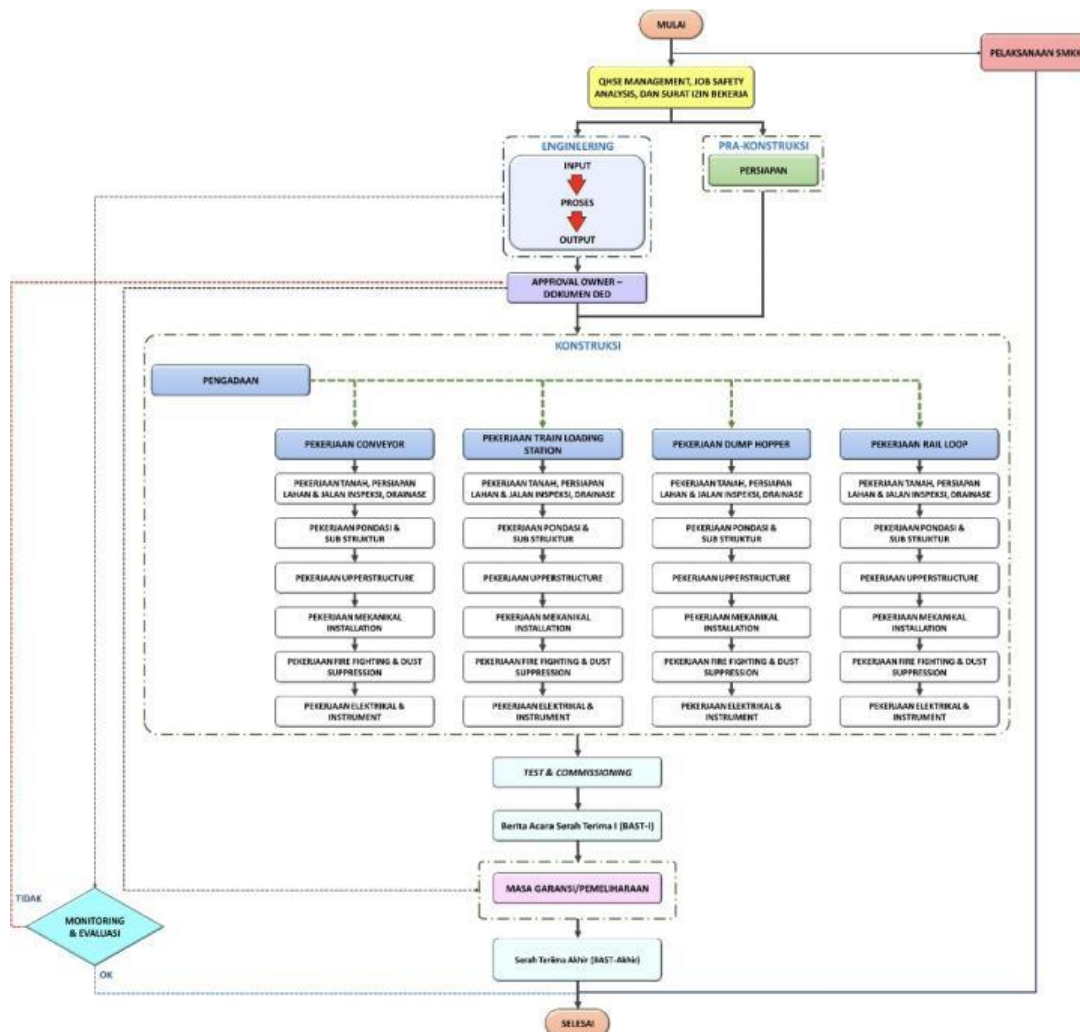 MULAI
PELAKSANAAN SMKK
QHSE MANAGEMENT, JOB SAFETY
ANALYSIS, DAN SURAT IZIN BEKERJA
ENGINEERING
INPUT
PROSES
OUTPUT
PRA-KONSTRUKSI
PERSIAPAN
APPROVAL OWNER –
DOKUMEN DED
KONSTRUKSI
PENGADAAN
PEKERJAAN CONVEYOR
PEKERJAAN TANAH, PERSIAPAN
LAHAN & JALAN INSPEKSI, DRAINASE
PEKERJAAN PONDASI &
SUB STRUKTUR
PEKERJAAN UPPERSTRUCTURE
PEKERJAAN MEKANIKAL
INSTALLATION
PEKERJAAN FIRE FIGHTING & DUST
SUPPRESSION
PEKERJAAN ELEKTRIKAL &
INSTRUMENT
PEKERJAAN TRAIN LOADING
STATION
PEKERJAAN TANAH, PERSIAPAN
LAHAN & JALAN INSPEKSI, DRAINASE
PEKERJAAN PONDASI &
SUB STRUKTUR
PEKERJAAN UPPERSTRUCTURE
PEKERJAAN MEKANIKAL
INSTALLATION
PEKERJAAN FIRE FIGHTING & DUST
SUPPRESSION
PEKERJAAN ELEKTRIKAL &
INSTRUMENT
PEKERJAAN DUMP HOPPER
PEKERJAAN TANAH, PERSIAPAN
LAHAN & JALAN INSPEKSI, DRAINASE
PEKERJAAN PONDASI &
SUB STRUKTUR
PEKERJAAN UPPERSTRUCTURE
PEKERJAAN MEKANIKAL
INSTALLATION
PEKERJAAN FIRE FIGHTING & DUST
SUPPRESSION
PEKERJAAN ELEKTRIKAL &
INSTRUMENT
PEKERJAAN RAIL LOOP
PEKERJAAN TANAH, PERSIAPAN
LAHAN & JALAN INSPEKSI, DRAINASE
PEKERJAAN PONDASI &
SUB STRUKTUR
PEKERJAAN UPPERSTRUCTURE
PEKERJAAN MEKANIKAL
INSTALLATION
PEKERJAAN FIRE FIGHTING & DUST
SUPPRESSION
PEKERJAAN ELEKTRIKAL &
INSTRUMENT
TEST & COMMISSIONING
Berita Acara Serah Terima I (BAST-I)
MASA GARANSI/PEMELIHARAAN
TIDAK
MONITORING
& EVALUASI
OK
Serah Terima Akhir (BAST-Akhir)
SELESAI